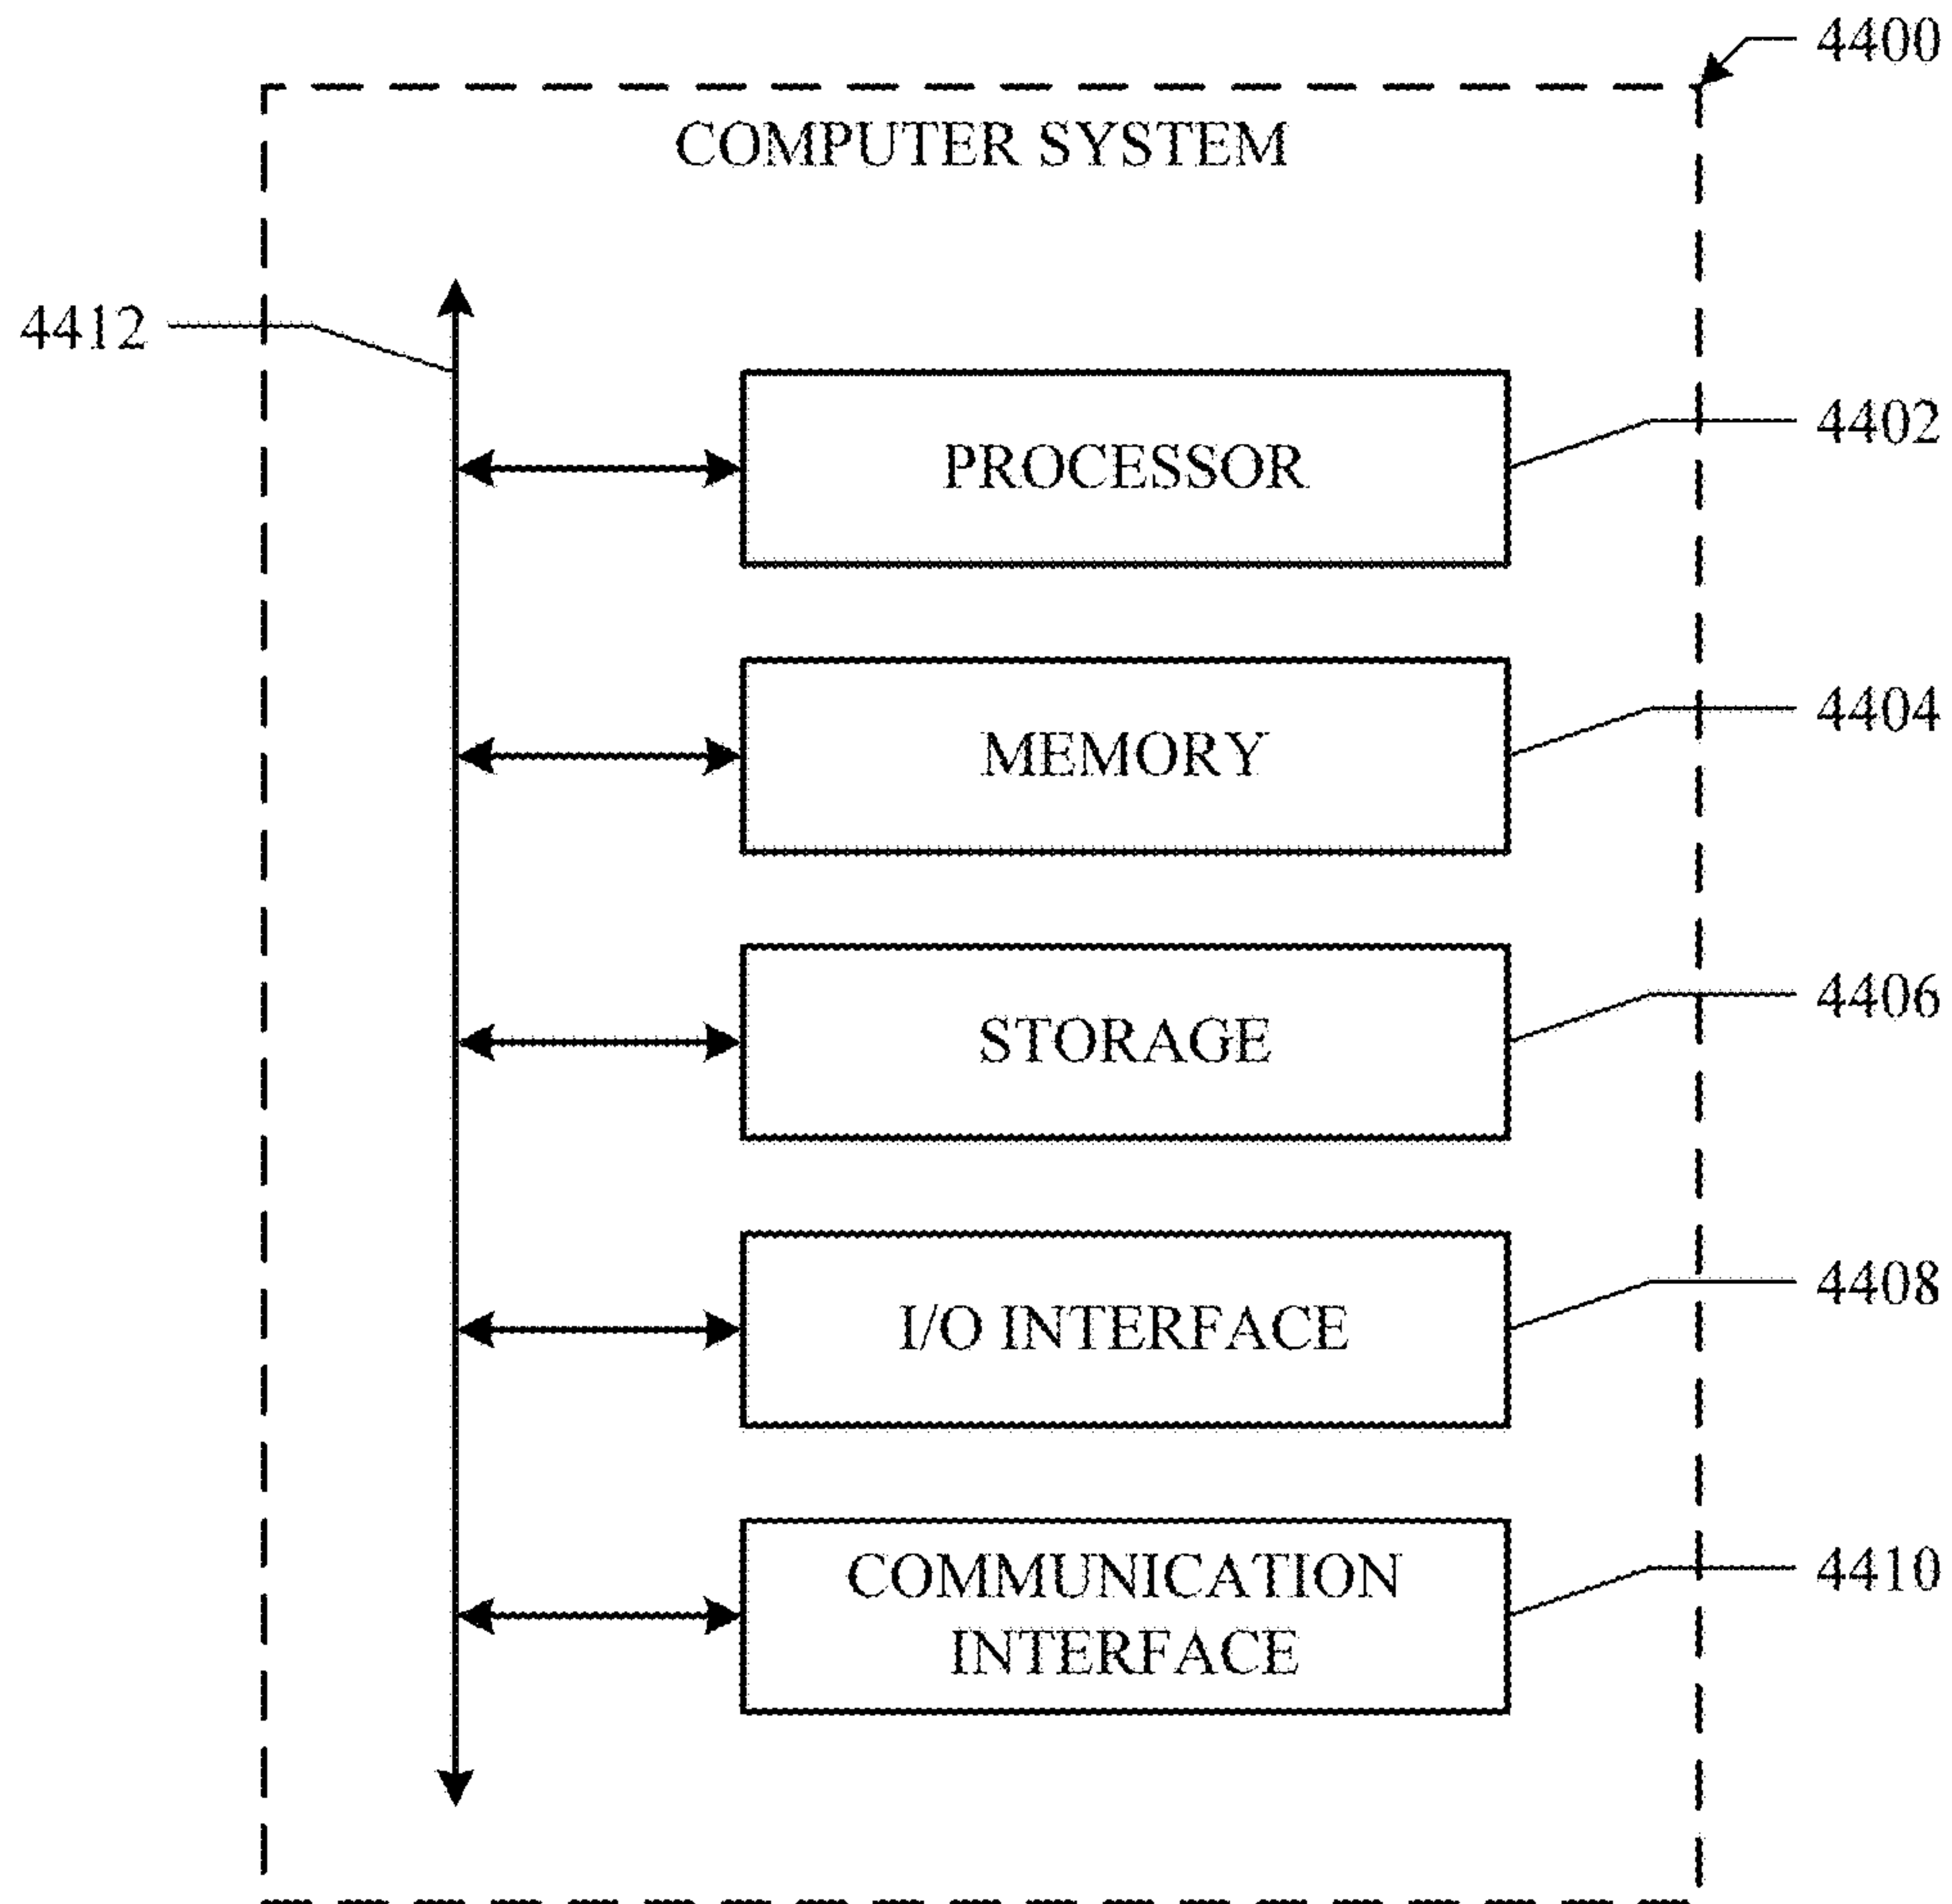 4400
COMPUTER SYSTEM
4412
PROCESSOR
4402
MEMORY
4404
STORAGE
4406
I/O INTERFACE
4408
COMMUNICATION
INTERFACE
4410